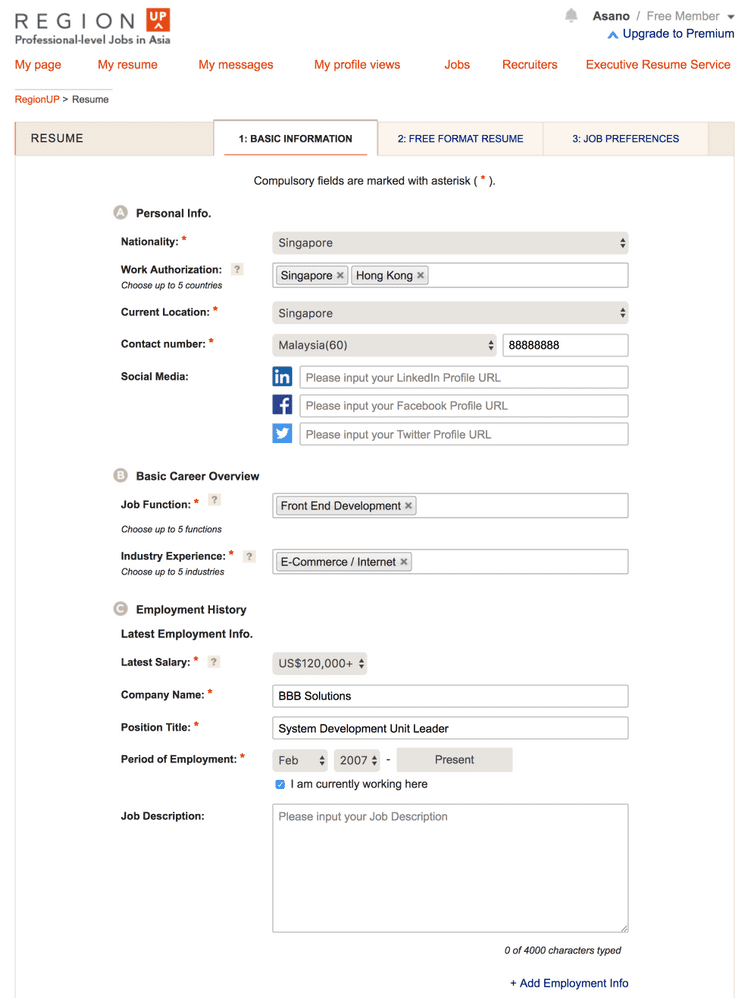 REGION UP
Professional-level Jobs in Asia
Asano / Free Member
Upgrade to Premium
My page My resume My messages My profile views Jobs Recruiters Executive Resume Service
RegionUP > Resume
RESUME 1: BASIC INFORMATION 2: FREE FORMAT RESUME 3: JOB PREFERENCES
Compulsory fields are marked with asterisk ( * ).
A Personal Info.
Nationality: * Singapore
Work Authorization: ? Singapore × Hong Kong ×
Choose up to 5 countries
Current Location: * Singapore
Contact number: * Malaysia(60) 88888888
Social Media: in Please input your LinkedIn Profile URL
f Please input your Facebook Profile URL
Please input your Twitter Profile URL
B Basic Career Overview
Job Function: * ? Front End Development ×
Choose up to 5 functions
Industry Experience: * ? E-Commerce / Internet ×
Choose up to 5 industries
C Employment History
Latest Employment Info.
Latest Salary: * ? US$120,000+
Company Name: * BBB Solutions
Position Title: * System Development Unit Leader
Period of Employment: * Feb 2007 - Present
I am currently working here
Job Description: Please input your Job Description
0 of 4000 characters typed
+ Add Employment Info